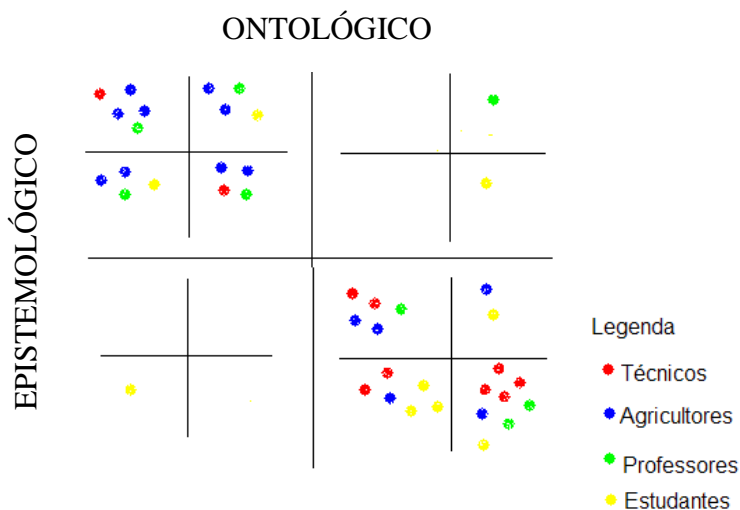 ONTOLÓGICO
EPISTEMOLÓGICO
Legenda
Técnicos
Agricultores
Professores
Estudantes